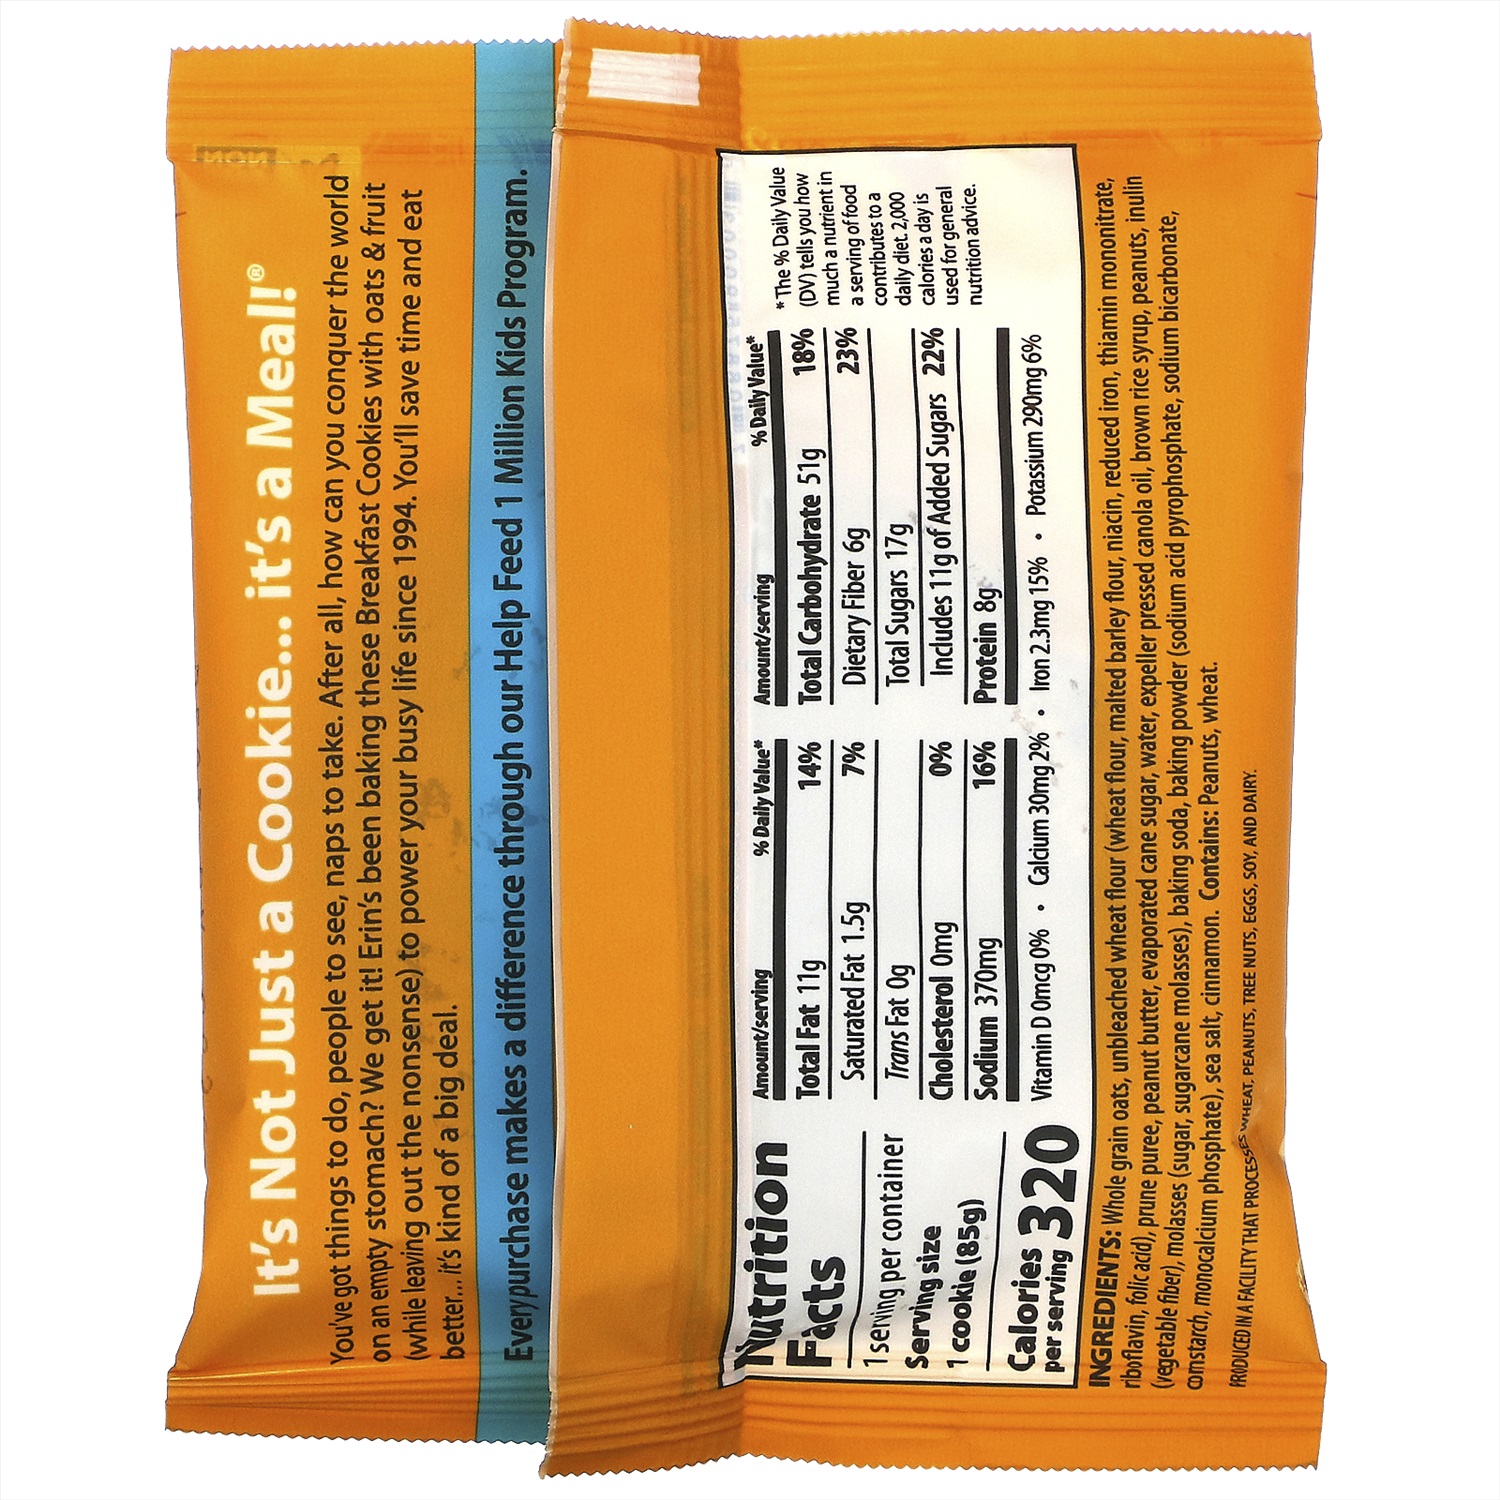 It's Not Just a Cookie... it's a Meal!®
You've got things to do, people to see, naps to take. After all, how can you conquer the world
on an empty stomach? We get it! Erin's been baking these Breakfast Cookies with oats & fruit
(while leaving out the nonsense) to power your busy life since 1994. You'll save time and eat
better... it's kind of a big deal.
Every purchase makes a difference through our Help Feed 1 Million Kids Program.
Nutrition
Facts
1 serving per container
Serving size
1 cookie (85g)
Calories
per serving 320
Amount/serving % Daily Value*
Total Fat 11g 14%
Saturated Fat 1.5g 7%
Trans Fat 0g
Cholesterol 0mg 0%
Sodium 370mg 16%
Amount/serving % Daily Value*
Total Carbohydrate 51g 18%
Dietary Fiber 6g 23%
Total Sugars 17g
Includes 11g of Added Sugars 22%
Protein 8g
Vitamin D 0mcg 0% • Calcium 30mg 2% • Iron 2.3mg 15% • Potassium 290mg 6%
* The % Daily Value
(DV) tells you how
much a nutrient in
a serving of food
contributes to a
daily diet. 2,000
calories a day is
used for general
nutrition advice.
INGREDIENTS: Whole grain oats, unbleached wheat flour (wheat flour, malted barley flour, niacin, reduced iron, thiamin mononitrate,
riboflavin, folic acid), prune puree, peanut butter, evaporated cane sugar, water, expeller pressed canola oil, brown rice syrup, peanuts, inulin
(vegetable fiber), molasses (sugar, sugarcane molasses), baking soda, baking powder (sodium acid pyrophosphate, sodium bicarbonate,
cornstarch, monocalcium phosphate), sea salt, cinnamon. Contains: Peanuts, wheat.
PRODUCED IN A FACILITY THAT PROCESSES WHEAT, PEANUTS, TREE NUTS, EGGS, SOY, AND DAIRY.